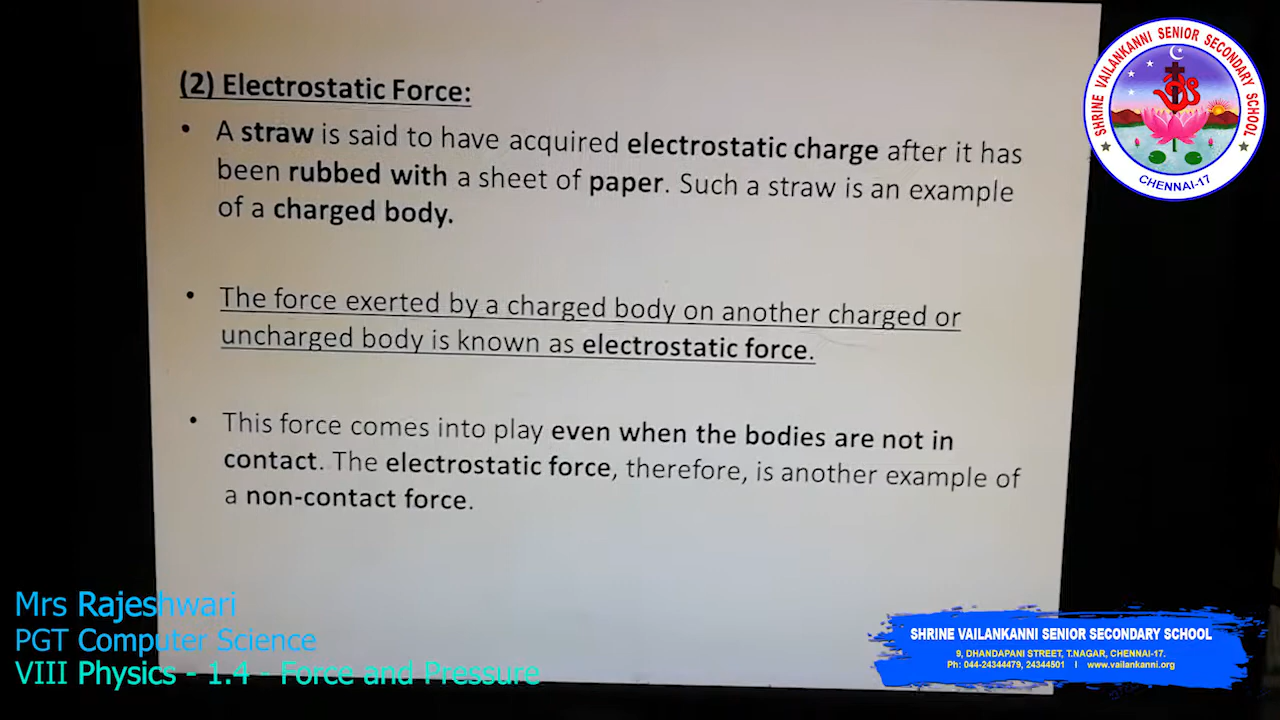 (2) Electrostatic Force:
• A straw is said to have acquired electrostatic charge after it has
been rubbed with a sheet of paper. Such a straw is an example
of a charged body.
• The force exerted by a charged body on another charged or
uncharged body is known as electrostatic force.
• This force comes into play even when the bodies are not in
contact. The electrostatic force, therefore, is another example of
a non-contact force.
SHRINE VAILANKANNI SENIOR SECONDARY SCHOOL
CHENNAI-17
Mrs Rajeshwari
PGT Computer Science
VIII Physics - 1.4 - Force and Pressure
SHRINE VAILANKANNI SENIOR SECONDARY SCHOOL
9, DHANDAPANI STREET, T.NAGAR, CHENNAI-17.
Ph: 044-24344479, 24344501 I www.vailankanni.org